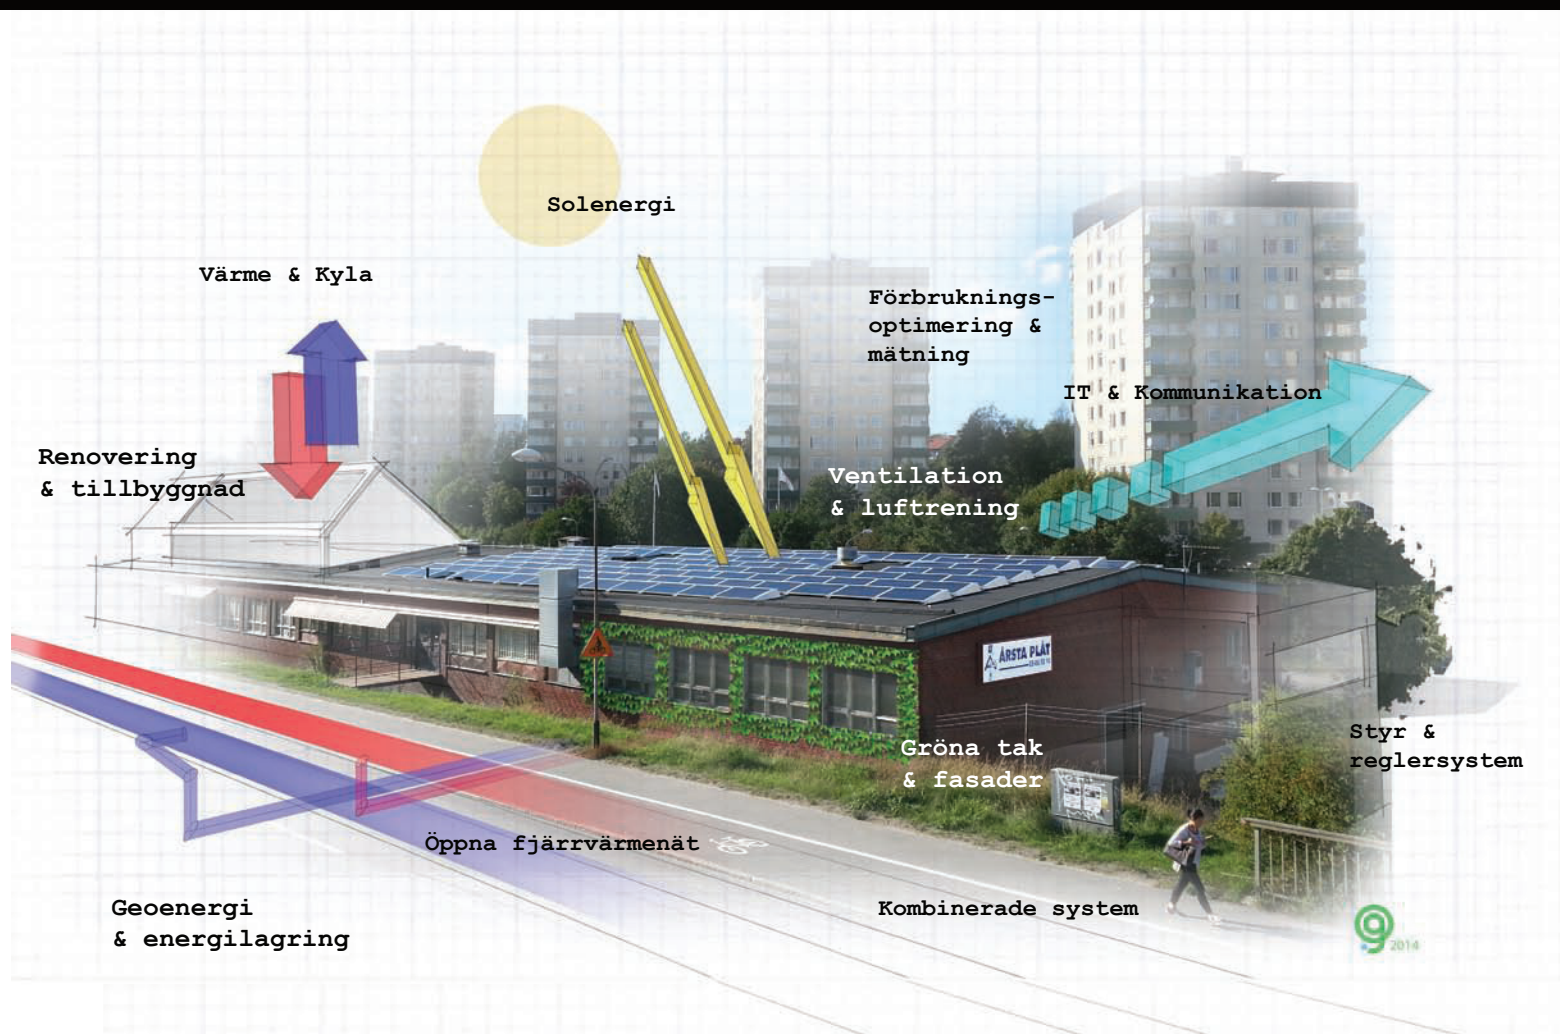 Solenergi
Värme & Kyla
Förbruknings-
optimering &
mätning
IT & Kommunikation
Renovering
& tillbyggnad
Ventilation
& luftrening
ÅRSTA PLÅT
Styr &
reglersystem
Gröna tak
& fasader
Öppna fjärrvärmenät
Geoenergi
& energilagring
Kombinerade system
2014